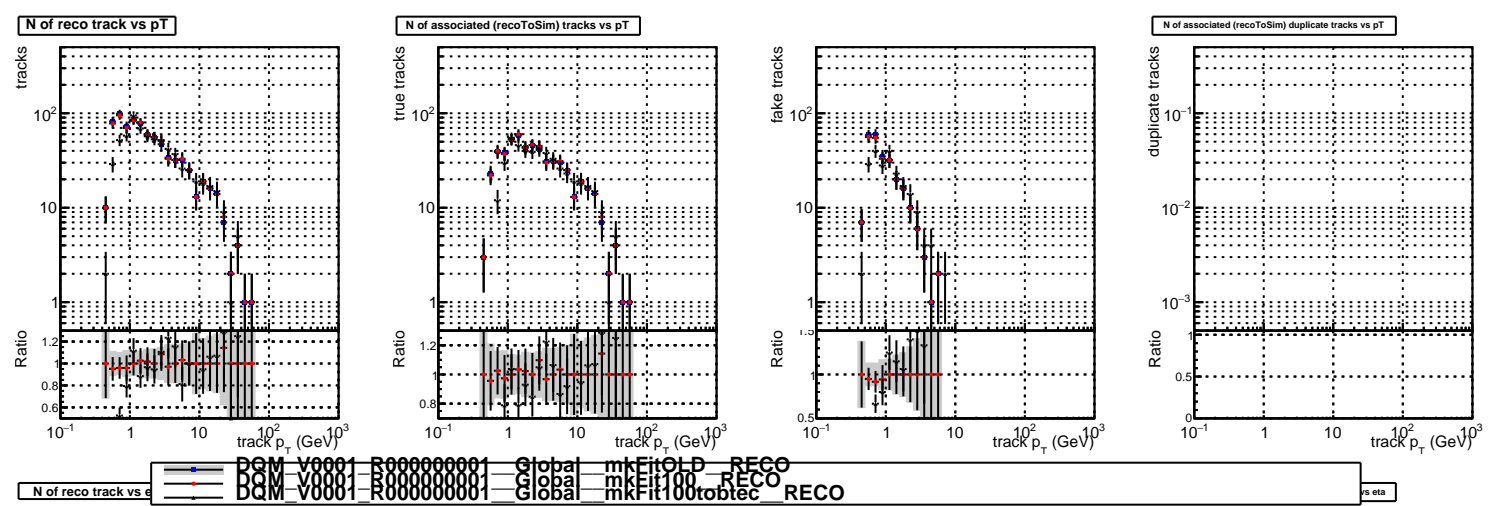 N of reco track vs pT
N of associated (recoToSim) tracks vs pT
N of associated (recoToSim) duplicate tracks vs pT
tracks
10²
10
1
Ratio
1.2
1
0.8
0.6
10⁻¹ 1 10 10² 10³
track p_T (GeV)
true tracks
10²
10
1
Ratio
1.2
1
0.8
10⁻¹ 1 10 10² 10³
track p_T (GeV)
fake tracks
10²
10
1
Ratio
1.5
1
0.5
10⁻¹ 1 10 10² 10³
track p_T (GeV)
duplicate tracks
10⁻¹
10⁻²
10⁻³
Ratio
1
0.5
0
10⁻¹ 1 10 10² 10³
track p_T (GeV)
DQM_V0001_R000000001__Global__mkFitOLD__RECO
DQM_V0001_R000000001__Global__mkFit100__RECO
DQM_V0001_R000000001__Global__mkFit100tobtec__RECO
N of reco track vs e
vs eta